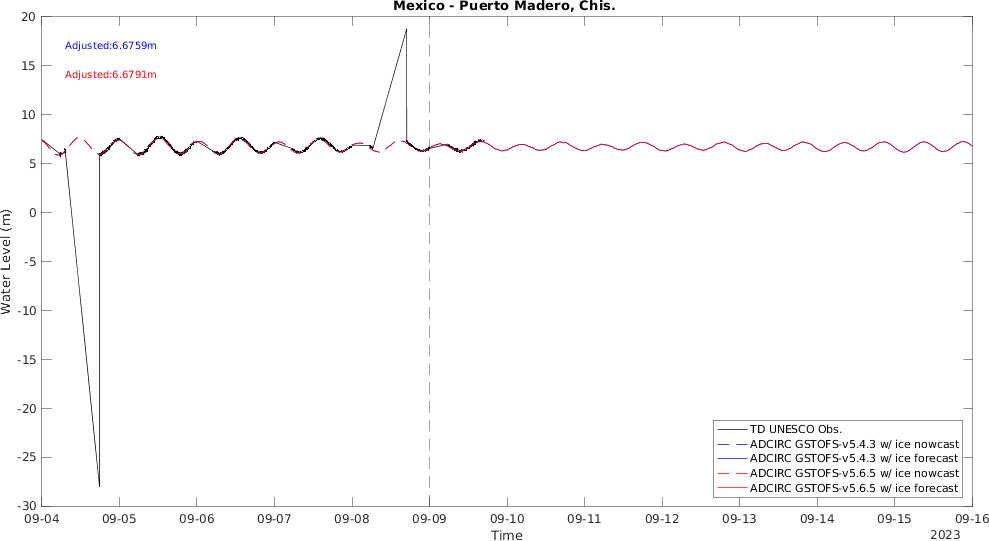 Mexico - Puerto Madero, Chis.
20
15
10
5
0
-5
-10
-15
-20
-25
-30
Water Level (m)
Adjusted:6.6759m
Adjusted:6.6791m
TD UNESCO Obs.
ADCIRC GSTOFS-v5.4.3 w/ ice nowcast
ADCIRC GSTOFS-v5.4.3 w/ ice forecast
ADCIRC GSTOFS-v5.6.5 w/ ice nowcast
ADCIRC GSTOFS-v5.6.5 w/ ice forecast
09-04 09-05 09-06 09-07 09-08 09-09 09-10 09-11 09-12 09-13 09-14 09-15 09-16
Time
2023